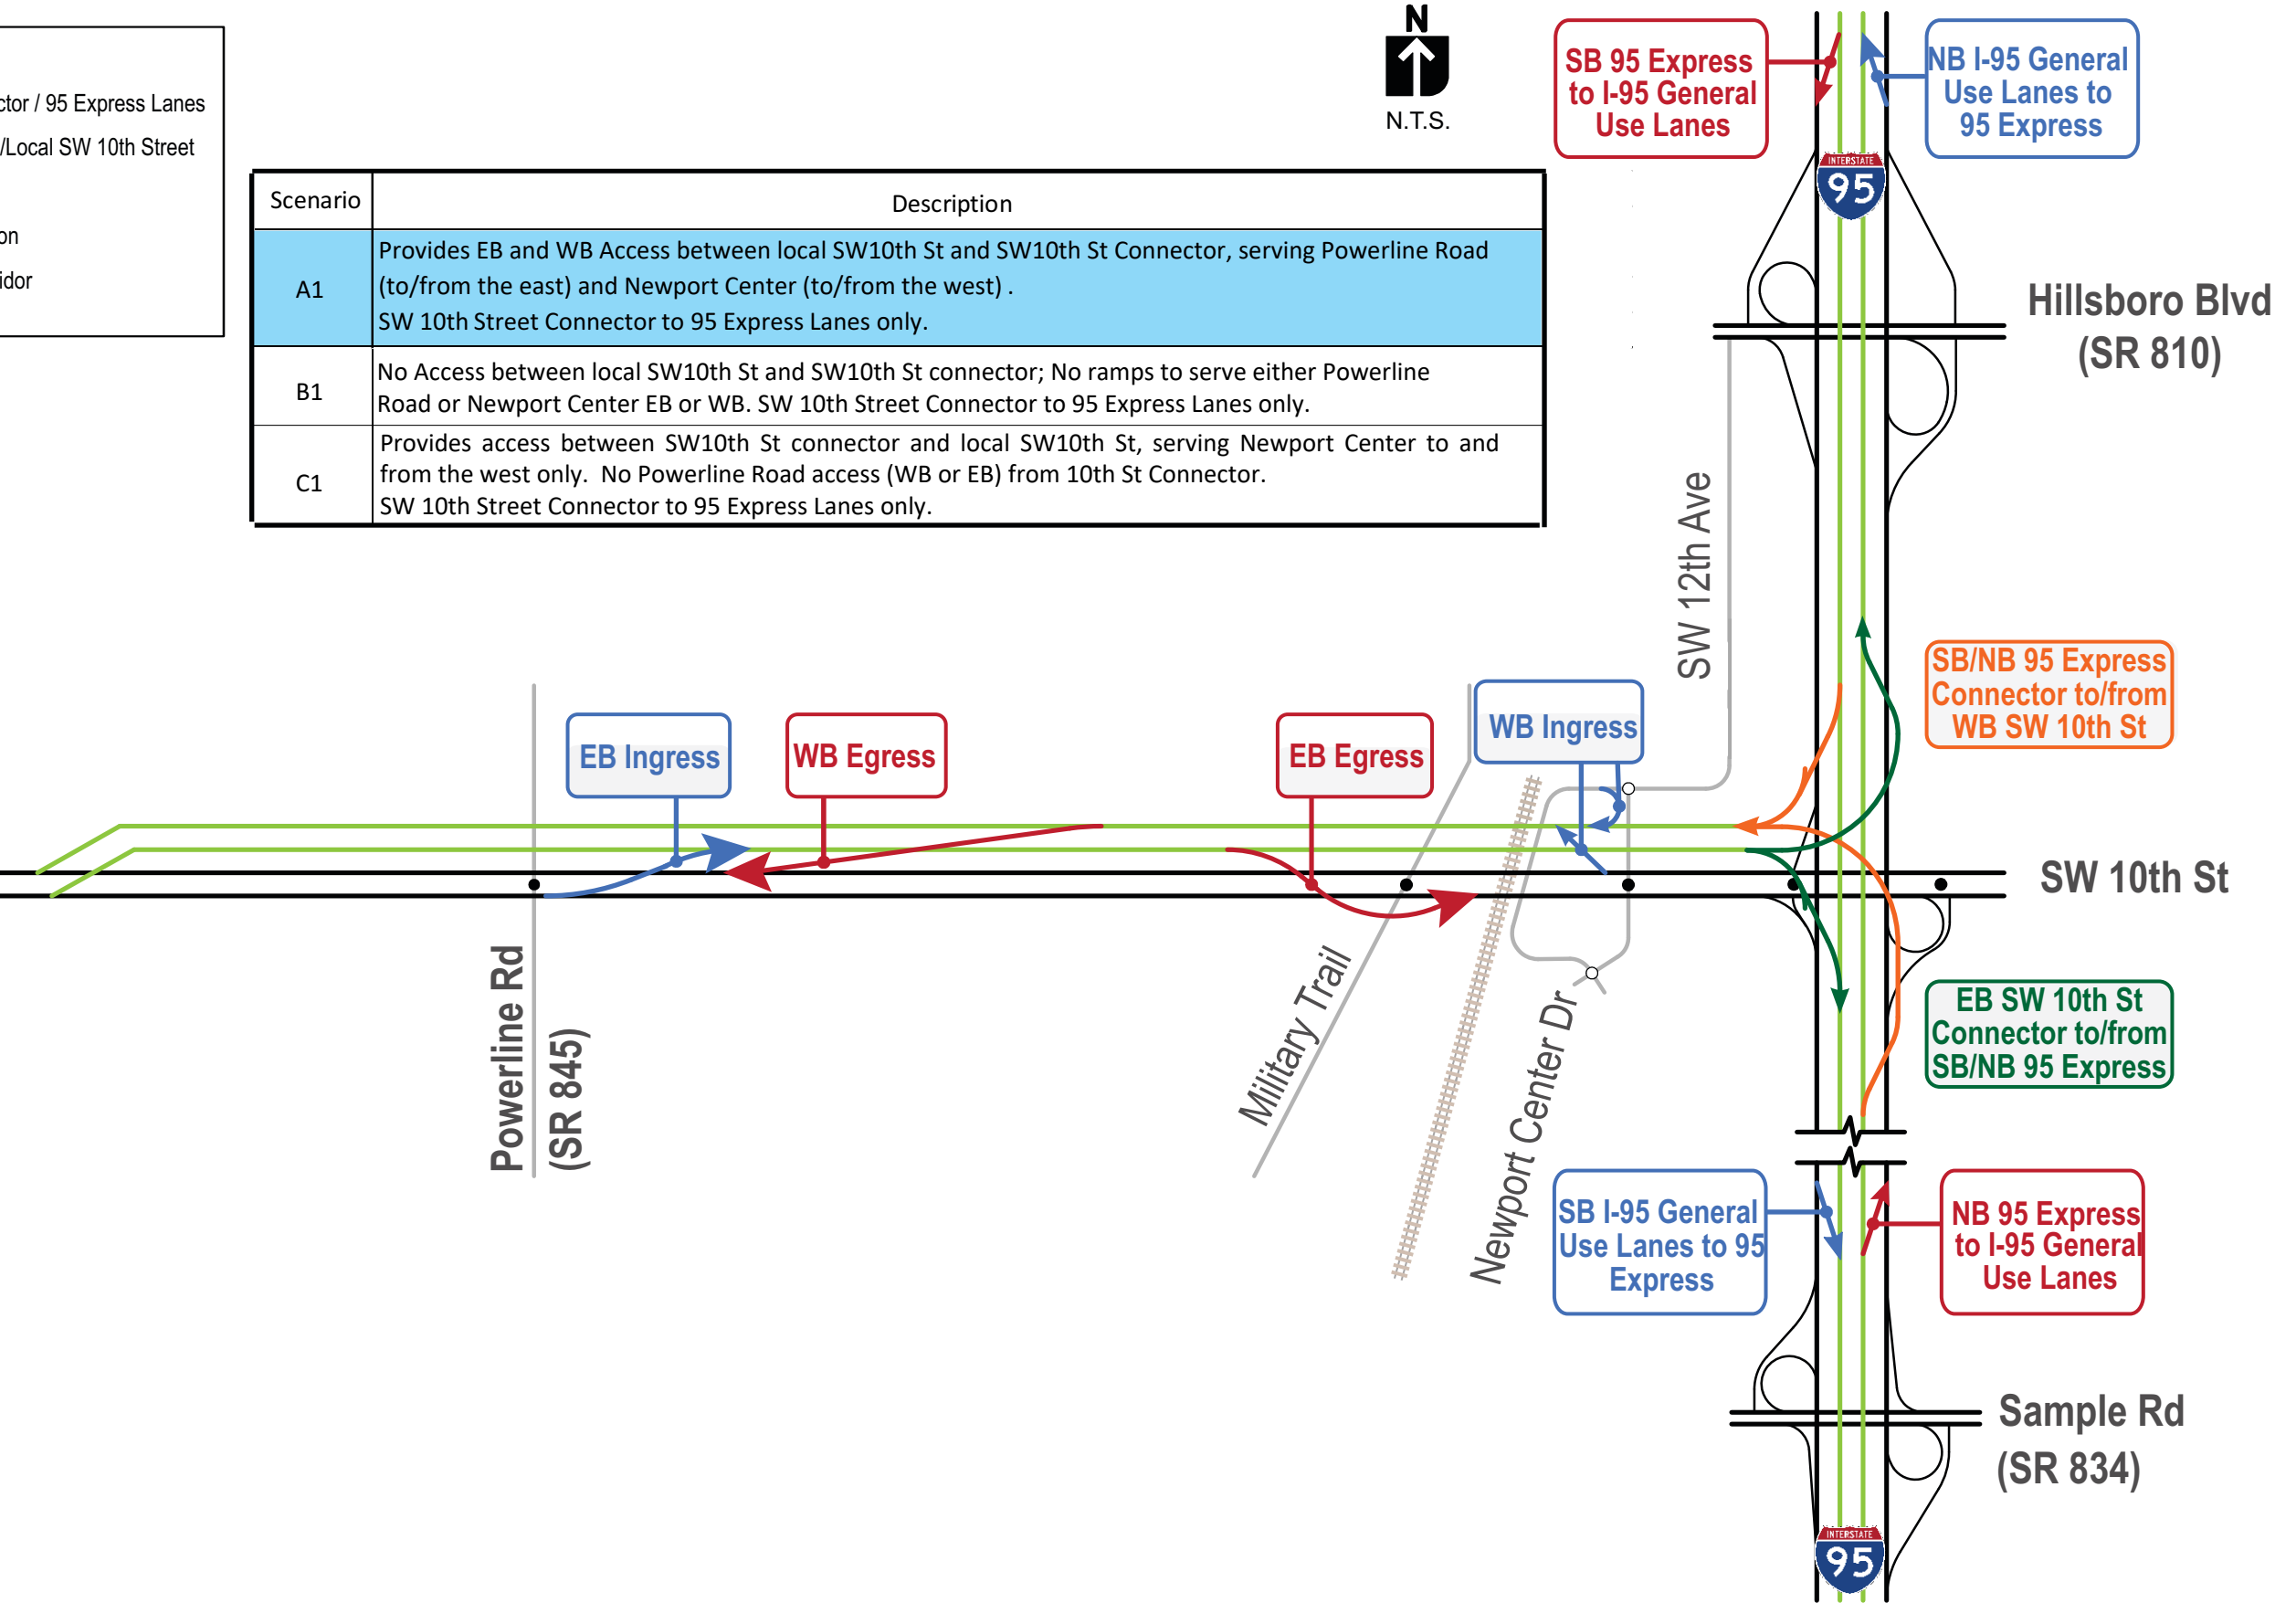 / 95 Express Lanes
/Local SW 10th Street
N
N.T.S.
Scenario
Description
A1
Provides EB and WB Access between local SW10th St and SW10th St Connector, serving Powerline Road
(to/from the east) and Newport Center (to/from the west) .
SW 10th Street Connector to 95 Express Lanes only.
B1
No Access between local SW10th St and SW10th St connector; No ramps to serve either Powerline
Road or Newport Center EB or WB. SW 10th Street Connector to 95 Express Lanes only.
C1
Provides access between SW10th St connector and local SW10th St, serving Newport Center to and
from the west only. No Powerline Road access (WB or EB) from 10th St Connector.
SW 10th Street Connector to 95 Express Lanes only.
SB 95 Express
to I-95 General
Use Lanes
NB I-95 General
Use Lanes to
95 Express
INTERSTATE
95
Hillsboro Blvd
(SR 810)
SW 12th Ave
SB/NB 95 Express
Connector to/from
WB SW 10th St
EB Ingress
WB Egress
EB Egress
WB Ingress
SW 10th St
Powerline Rd
(SR 845)
Military Trail
Newport Center Dr
EB SW 10th St
Connector to/from
SB/NB 95 Express
SB I-95 General
Use Lanes to 95
Express
NB 95 Express
to I-95 General
Use Lanes
Sample Rd
(SR 834)
INTERSTATE
95